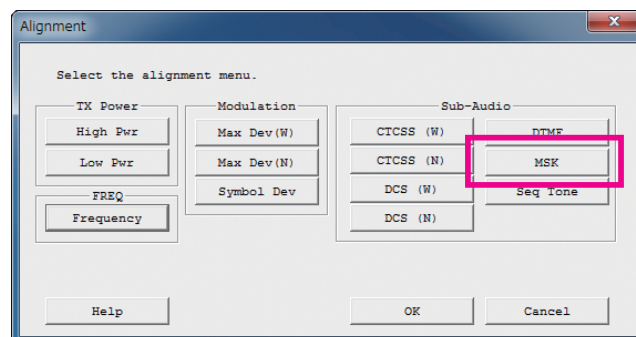 Alignment
Select the alignment menu.
TX Power
High Pwr
Low Pwr
FREQ
Frequency
Modulation
Max Dev(W)
Max Dev(N)
Symbol Dev
Sub-Audio
CTCSS (W)
CTCSS (N)
DCS (W)
DCS (N)
DTMF
MSK
Seq Tone
Help
OK
Cancel